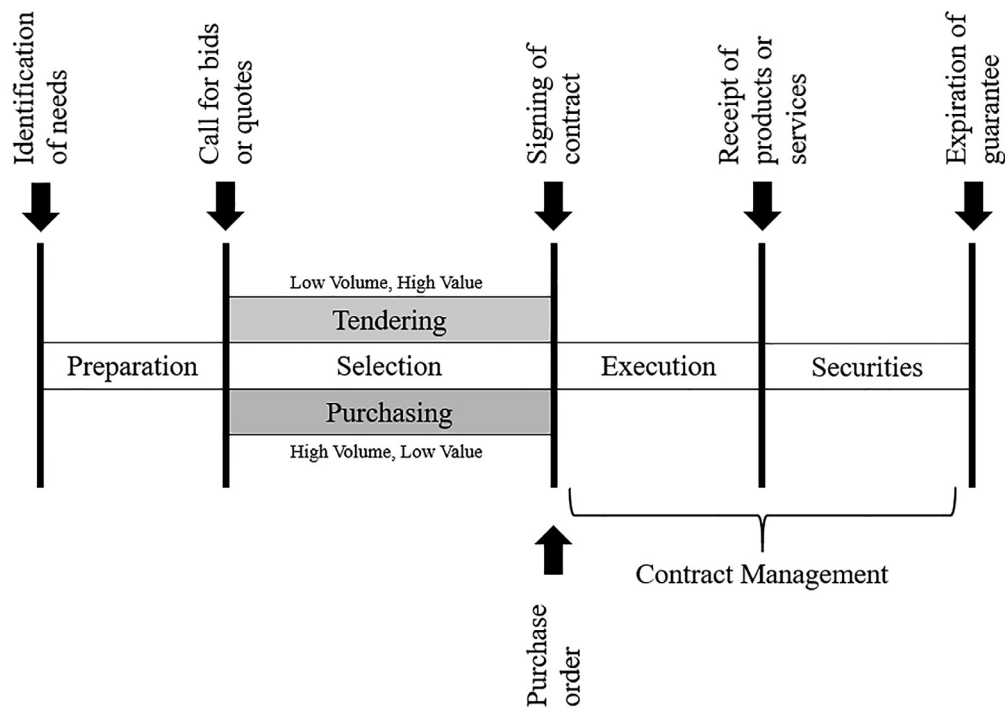 Identification
of needs
Call for bids
or quotes
Signing of
contract
Receipt of
products or
services
Expiration of
guarantee
Low Volume, High Value
Tendering
Preparation
Selection
Execution
Securities
Purchasing
High Volume, Low Value
Contract Management
Purchase
order